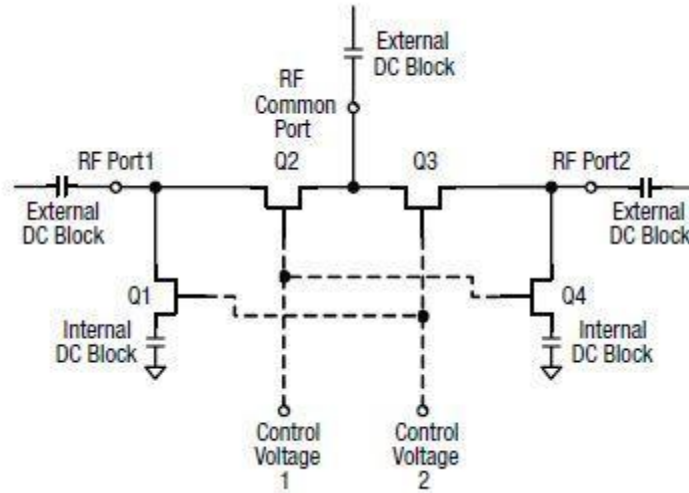 External
DC Block
RF
Common
Port
RF Port1
Q2
Q3
RF Port2
External
DC Block
External
DC Block
Q1
Q4
Internal
DC Block
Internal
DC Block
Control
Voltage
1
Control
Voltage
2